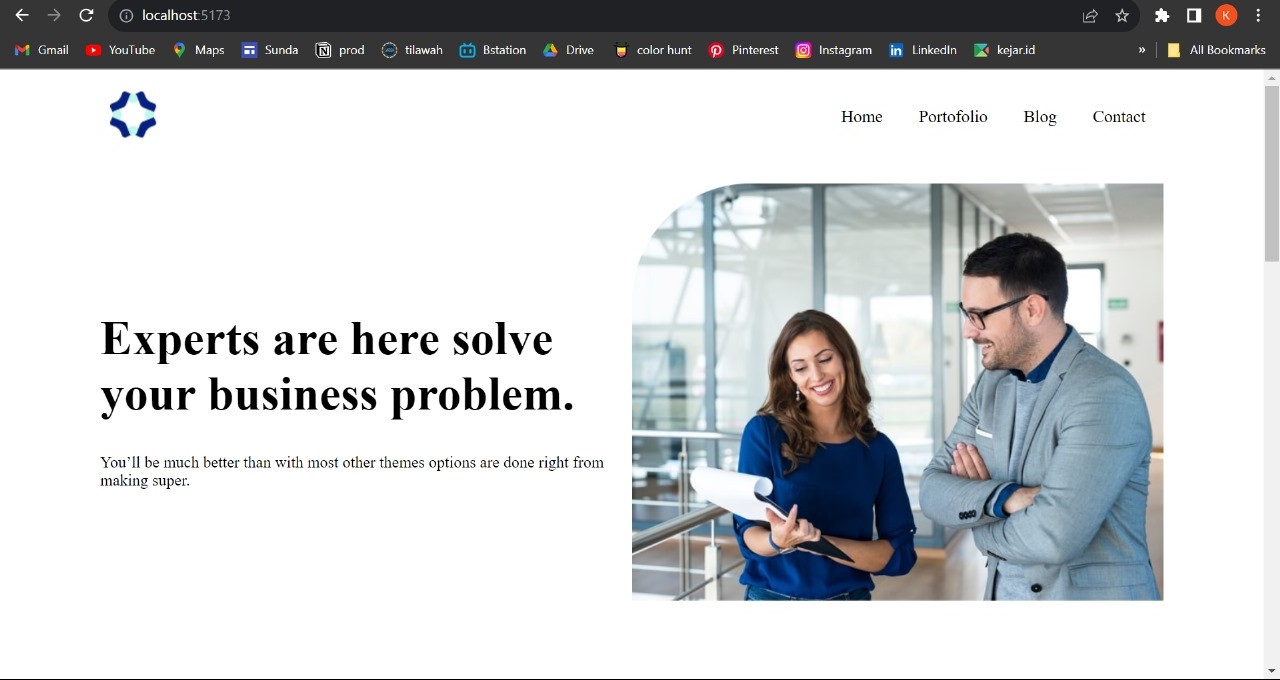 localhost:5173
Gmail YouTube Maps Sunda prod tilawah Bstation Drive color hunt Pinterest Instagram LinkedIn kejar.id » All Bookmarks
K
Home Portofolio Blog Contact
Experts are here solve
your business problem.
You’ll be much better than with most other themes options are done right from
making super.